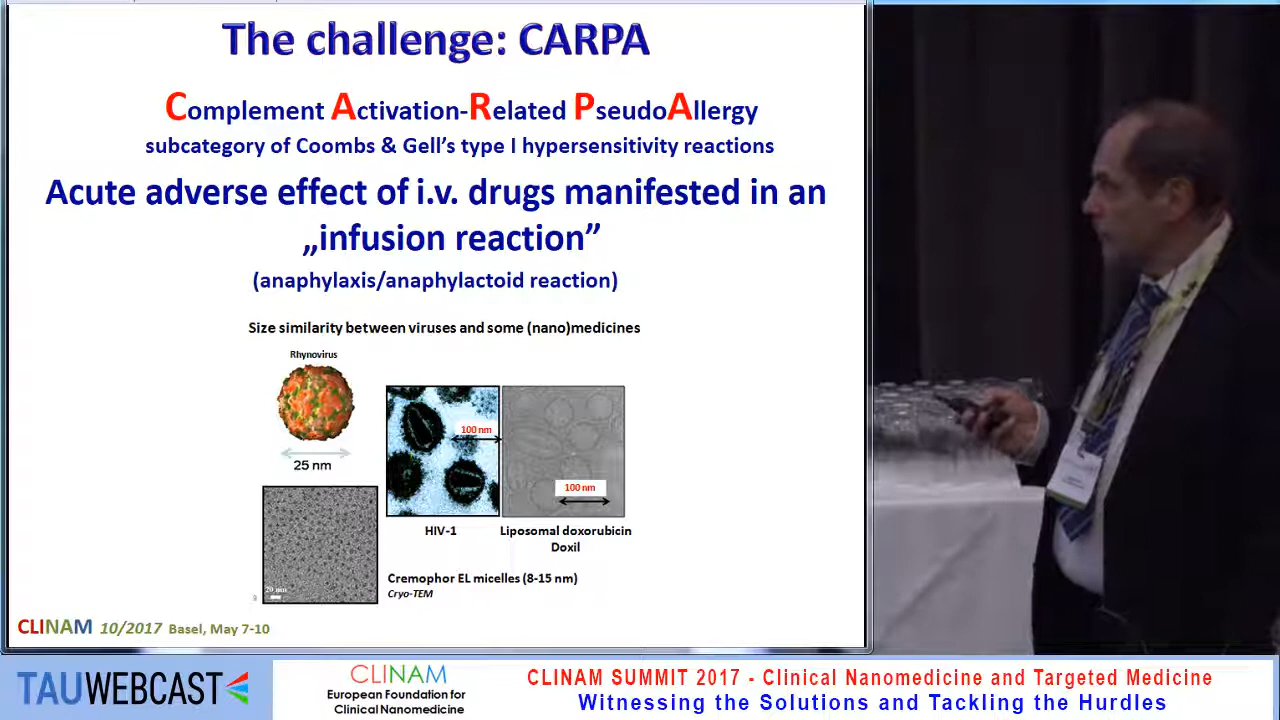 The challenge: CARPA
Complement Activation-Related PseudoAllergy
subcategory of Coombs & Gell's type I hypersensitivity reactions
Acute adverse effect of i.v. drugs manifested in an
„infusion reaction”
(anaphylaxis/anaphylactoid reaction)
Size similarity between viruses and some (nano)medicines
Rhynovirus
25 nm
100 nm
100 nm
HIV-1
Liposomal doxorubicin
Doxil
20 nm
Cremophor EL micelles (8-15 nm)
Cryo-TEM
CLINAM 10/2017 Basel, May 7-10
TAUWEBCAST
CLINAM
European Foundation for
Clinical Nanomedicine
CLINAM SUMMIT 2017 - Clinical Nanomedicine and Targeted Medicine
Witnessing the Solutions and Tackling the Hurdles